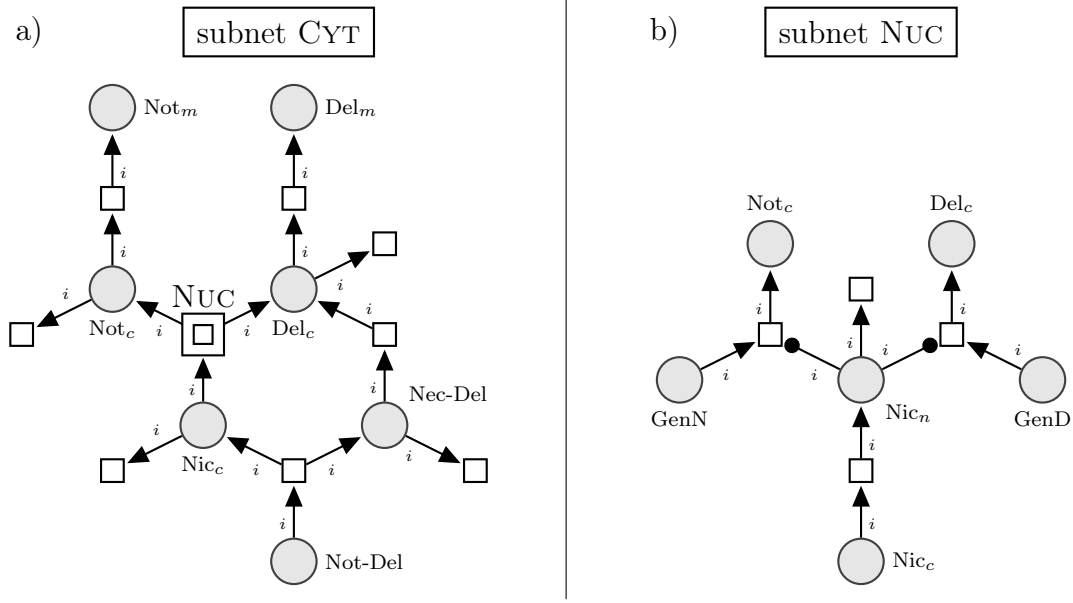 a)
subnet CYT
Not_m
Del_m
i
i
i
i
i
NUC
i
i
i
i
Not_c
Del_c
i
i
Nec-Del
i
i
Nic_c
i
i
i
Not-Del
b)
subnet NUC
Not_c
Del_c
i
i
i
i
i
i
i
GenN
Nic_n
GenD
i
i
Nic_c